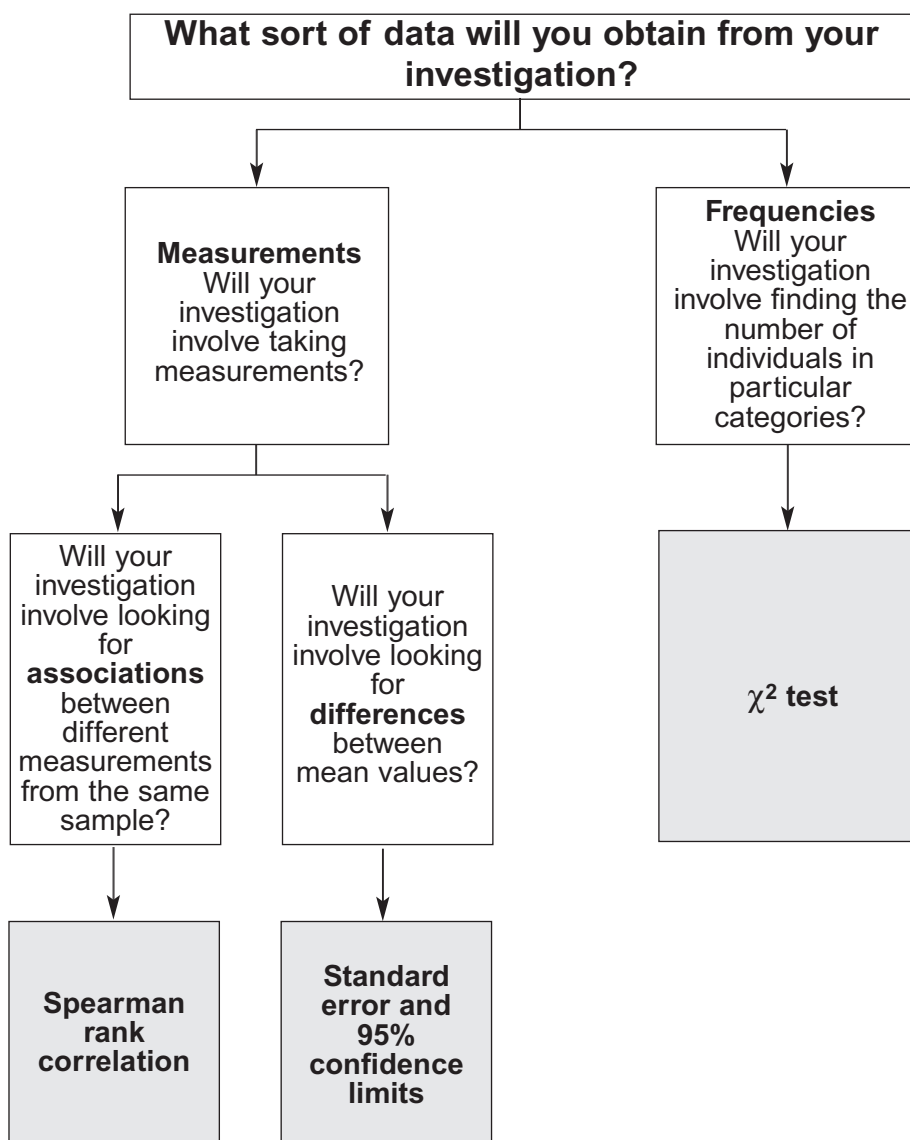 What sort of data will you obtain from your
investigation?
Measurements
Will your
investigation
involve taking
measurements?
Frequencies
Will your
investigation
involve finding the
number of
individuals in
particular
categories?
Will your
investigation
involve looking
for
associations
between
different
measurements
from the same
sample?
Will your
investigation
involve looking
for
differences
between
mean values?
χ² test
Spearman
rank
correlation
Standard
error and
95%
confidence
limits